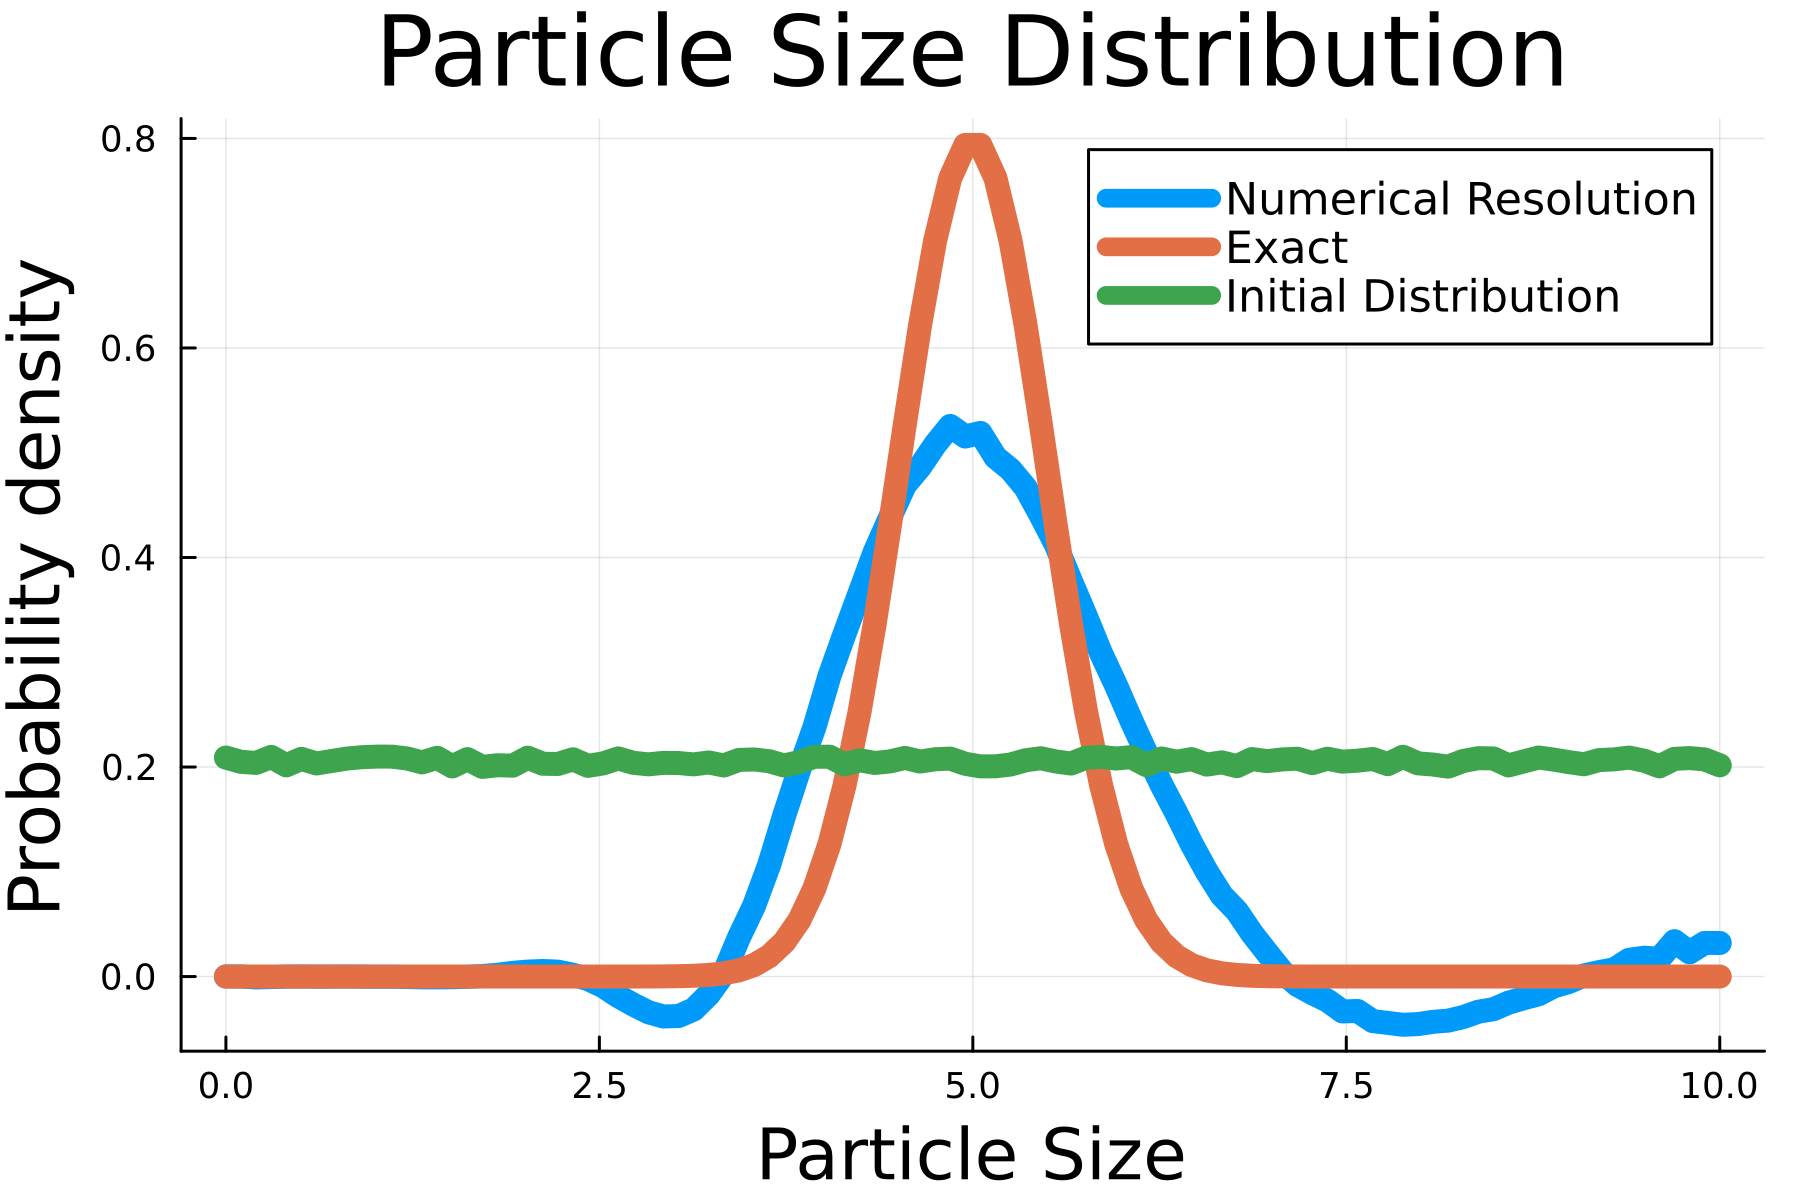 Particle Size Distribution
Probability density
0.8
0.6
0.4
0.2
0.0
Numerical Resolution
Exact
Initial Distribution
0.0 2.5 5.0 7.5 10.0
Particle Size